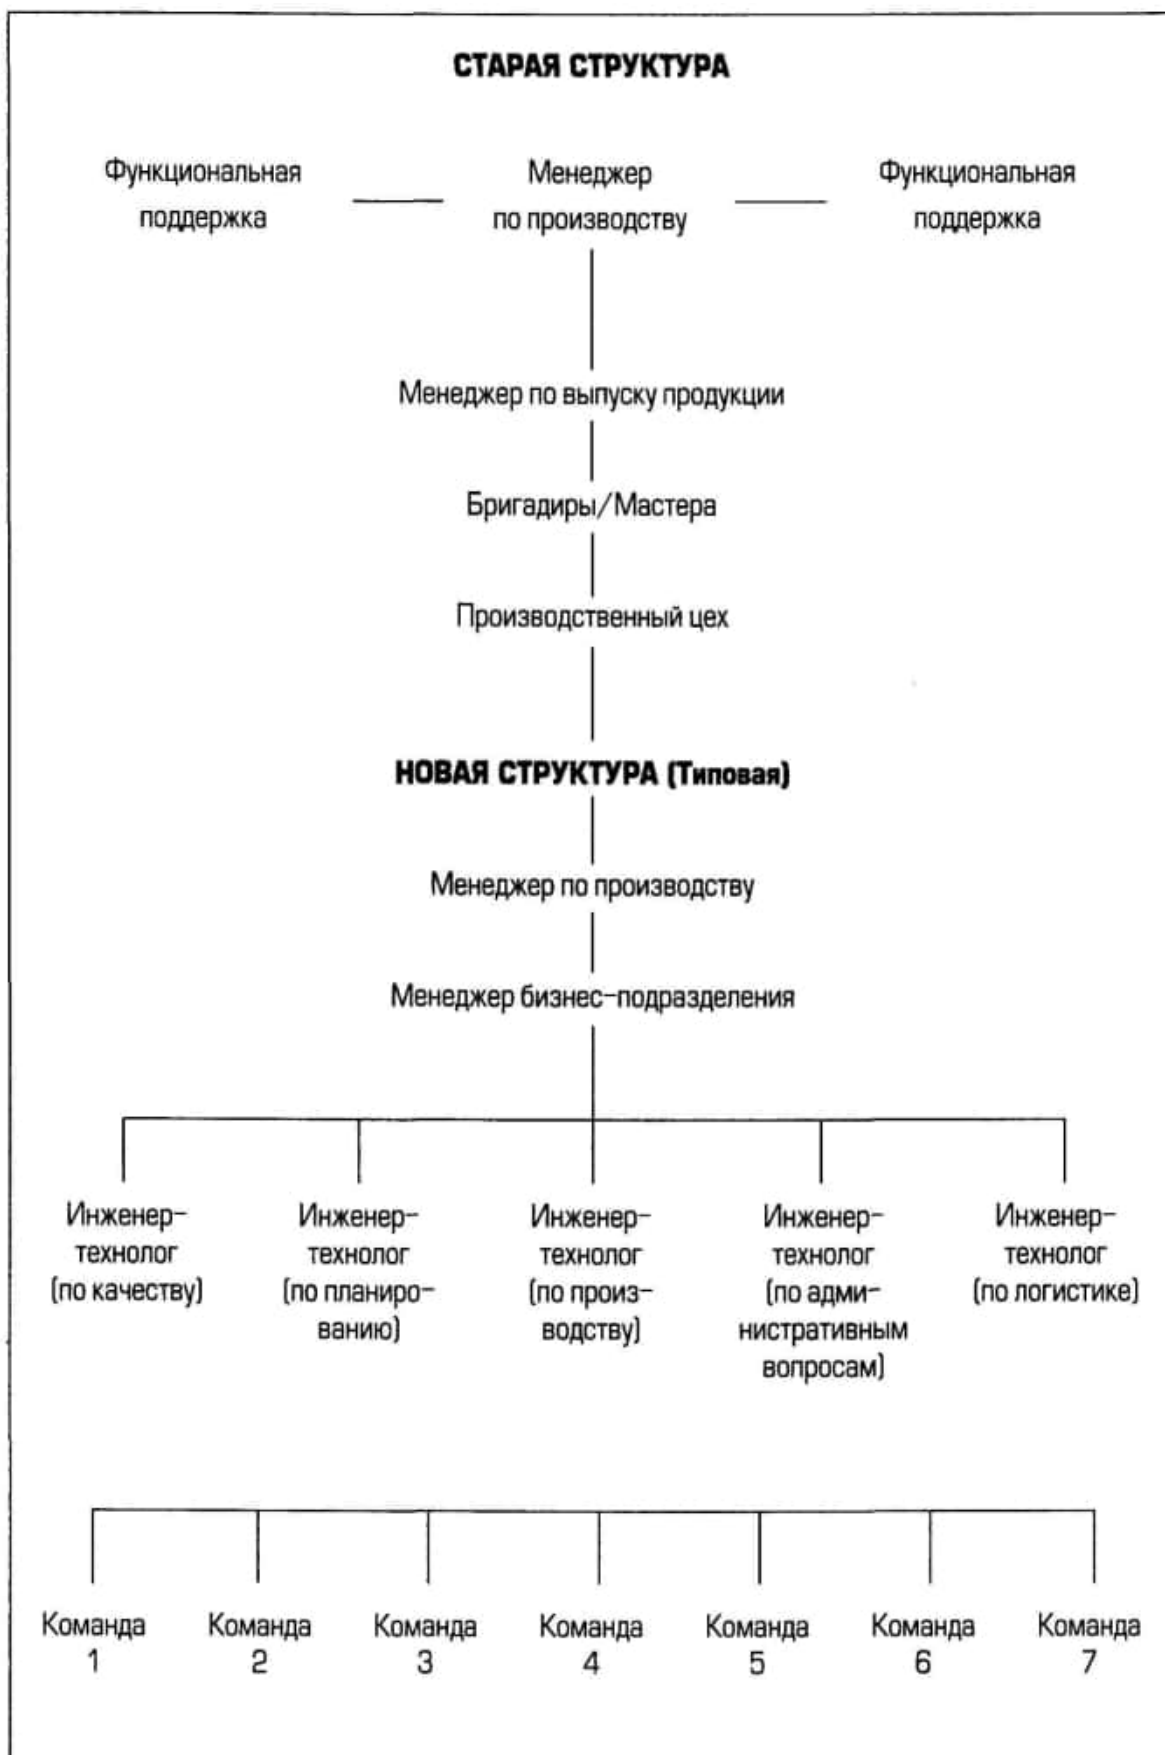 СТАРАЯ СТРУКТУРА
Функциональная
поддержка
Менеджер
по производству
Функциональная
поддержка
Менеджер по выпуску продукции
Бригадиры/Мастера
Производственный цех
НОВАЯ СТРУКТУРА (Типовая)
Менеджер по производству
Менеджер бизнес-подразделения
Инженер-
технолог
(по качеству)
Инженер-
технолог
(по планиро-
ванию)
Инженер-
технолог
(по произ-
водству)
Инженер-
технолог
(по адми-
нистративным
вопросам)
Инженер-
технолог
(по логистике)
Команда
1
Команда
2
Команда
3
Команда
4
Команда
5
Команда
6
Команда
7